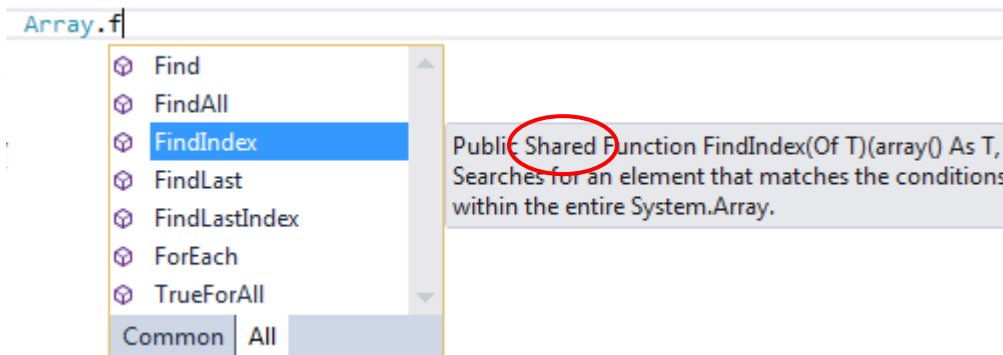 Array.f
Find
FindAll
FindIndex
Public Shared Function FindIndex(Of T)(array() As T,
Searches for an element that matches the conditions
within the entire System.Array.
FindLast
FindLastIndex
ForEach
TrueForAll
Common All